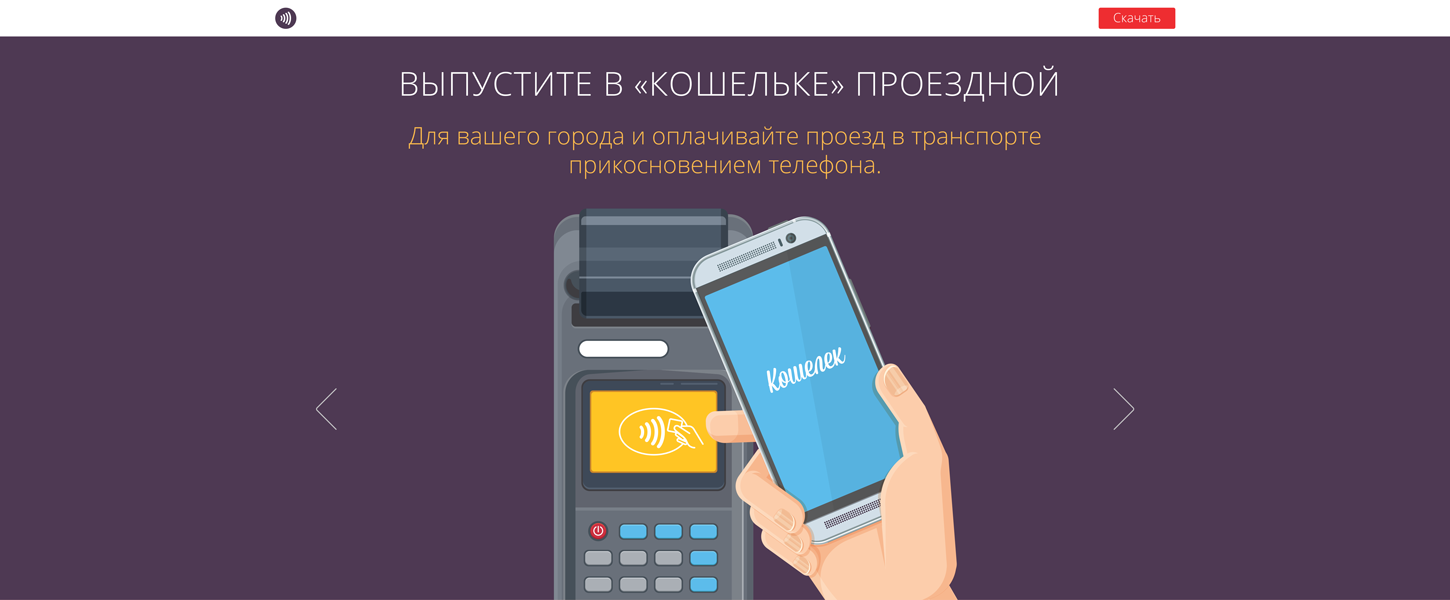 Скачать
ВЫПУСТИТЕ В «КОШЕЛЬКЕ» ПРОЕЗДНОЙ
Для вашего города и оплачивайте проезд в транспорте
прикосновением телефона.
Кошелек